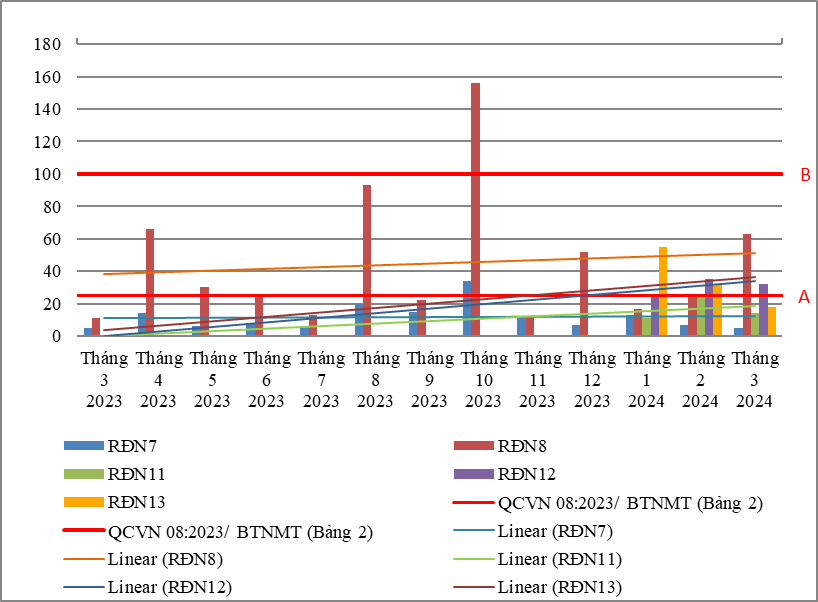 180
160
140
120
100
80
60
40
20
0
B
A
Tháng 3 2023
Tháng 4 2023
Tháng 5 2023
Tháng 6 2023
Tháng 7 2023
Tháng 8 2023
Tháng 9 2023
Tháng 10 2023
Tháng 11 2023
Tháng 12 2023
Tháng 1 2024
Tháng 2 2024
Tháng 3 2024
RĐN7
RĐN8
RĐN11
RĐN12
RĐN13
QCVN 08:2023/ BTNMT (Bảng 2)
QCVN 08:2023/ BTNMT (Bảng 2)
Linear (RĐN7)
Linear (RĐN8)
Linear (RĐN11)
Linear (RĐN12)
Linear (RĐN13)